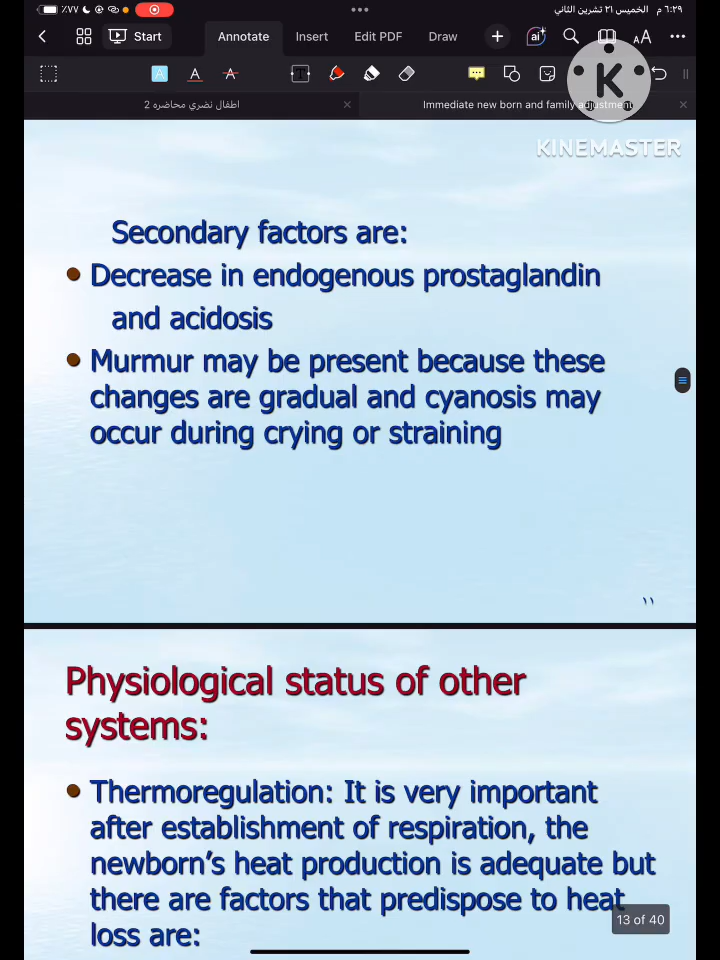 ٪٧٧
٦:٢٩ م الخميس ٢١ تشرين الثاني
Start
Annotate
Insert
Edit PDF
Draw
ai
AA
A
A
A
T
اطفال نضري محاضره 2
Immediate new born and family adjustment
K
KINEMASTER
Secondary factors are:
Decrease in endogenous prostaglandin
and acidosis
Murmur may be present because these
changes are gradual and cyanosis may
occur during crying or straining
١١
Physiological status of other
systems:
Thermoregulation: It is very important
after establishment of respiration, the
newborn’s heat production is adequate but
there are factors that predispose to heat
loss are:
13 of 40